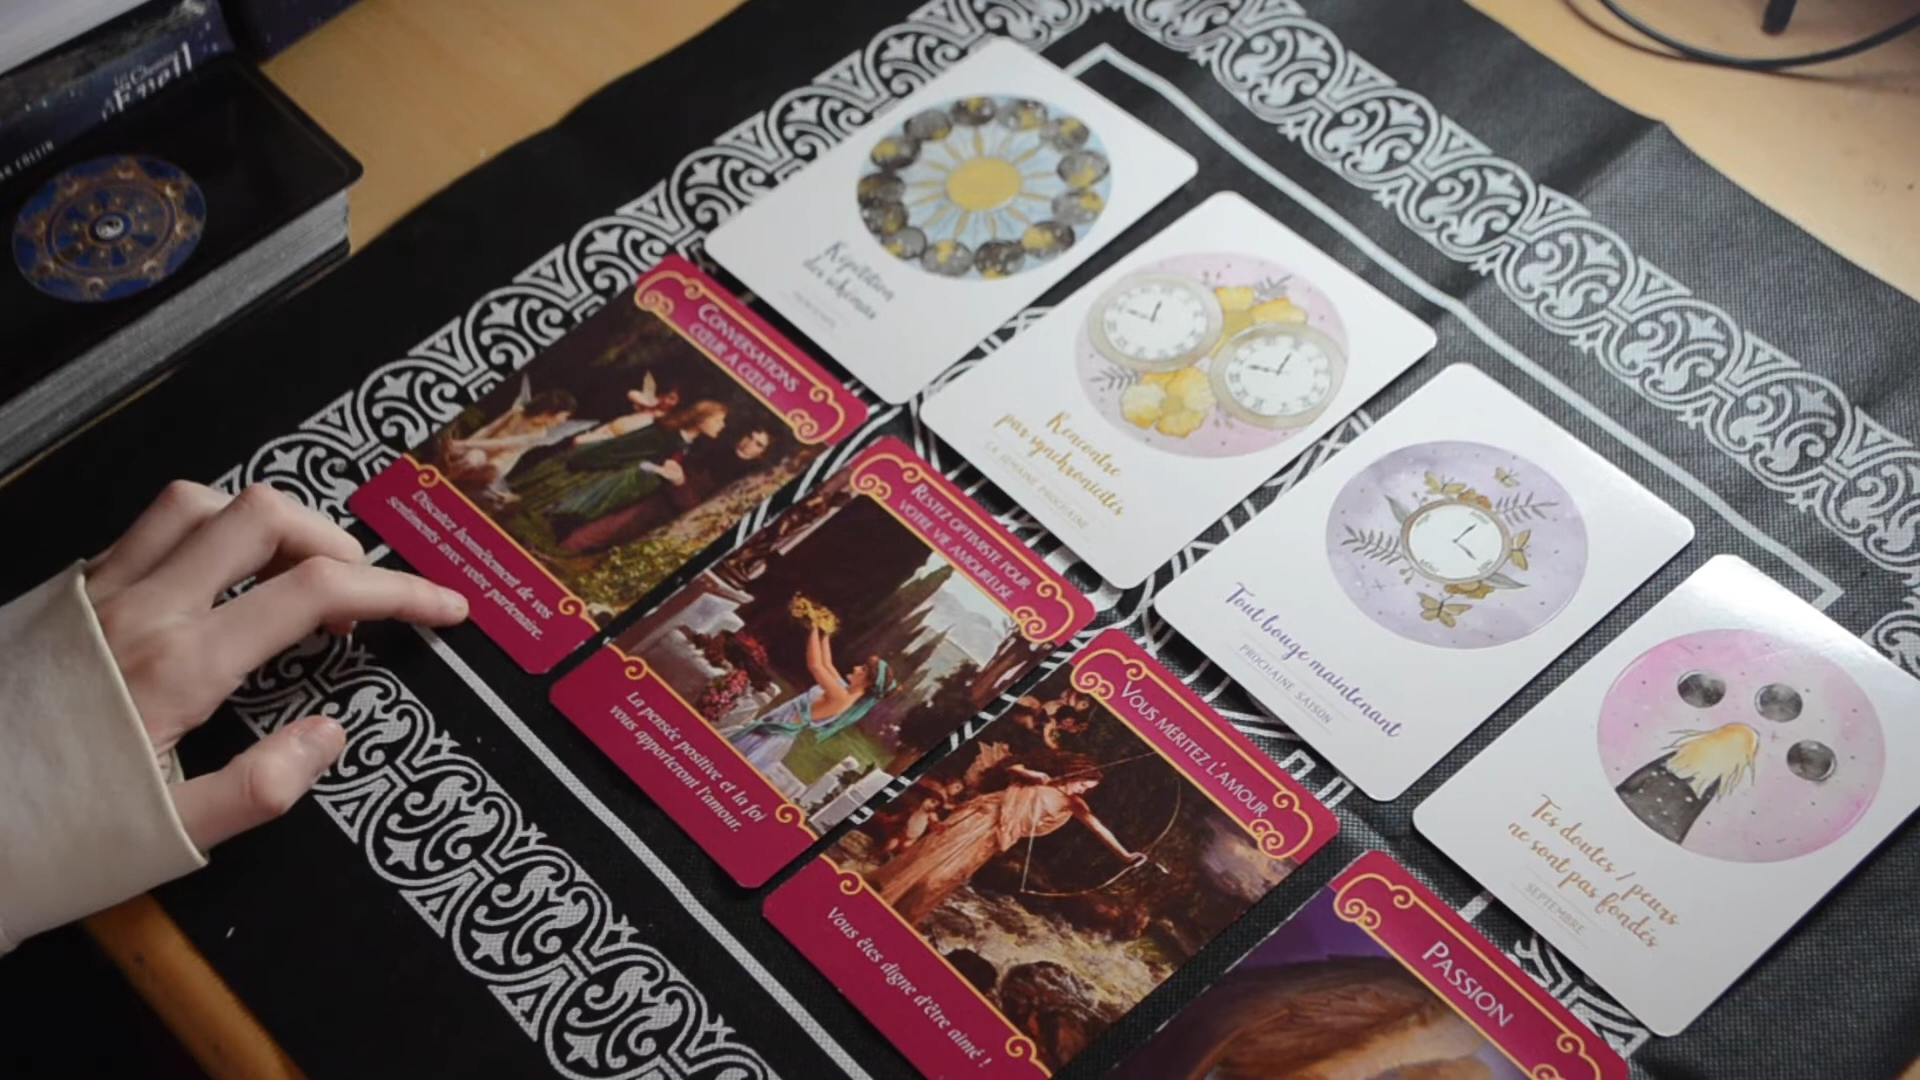 COLLIN
Répétition
des schémas
Rencontre
par synchronicités
LA SEMAINE PROCHAINE
Tout bouge maintenant
PROCHAINE SAISON
Tes doutes / peurs
ne sont pas fondés
SEPTEMBRE
CONVERSATIONS
CŒUR À CŒUR
Discutez honnêtement de vos
sentiments avec votre partenaire.
RESTEZ OPTIMISTE POUR
VOTRE VIE AMOUREUSE
La pensée positive et la foi
vous apporteront l'amour.
VOUS MÉRITEZ L'AMOUR
Vous êtes digne d'être aimé !
PASSION